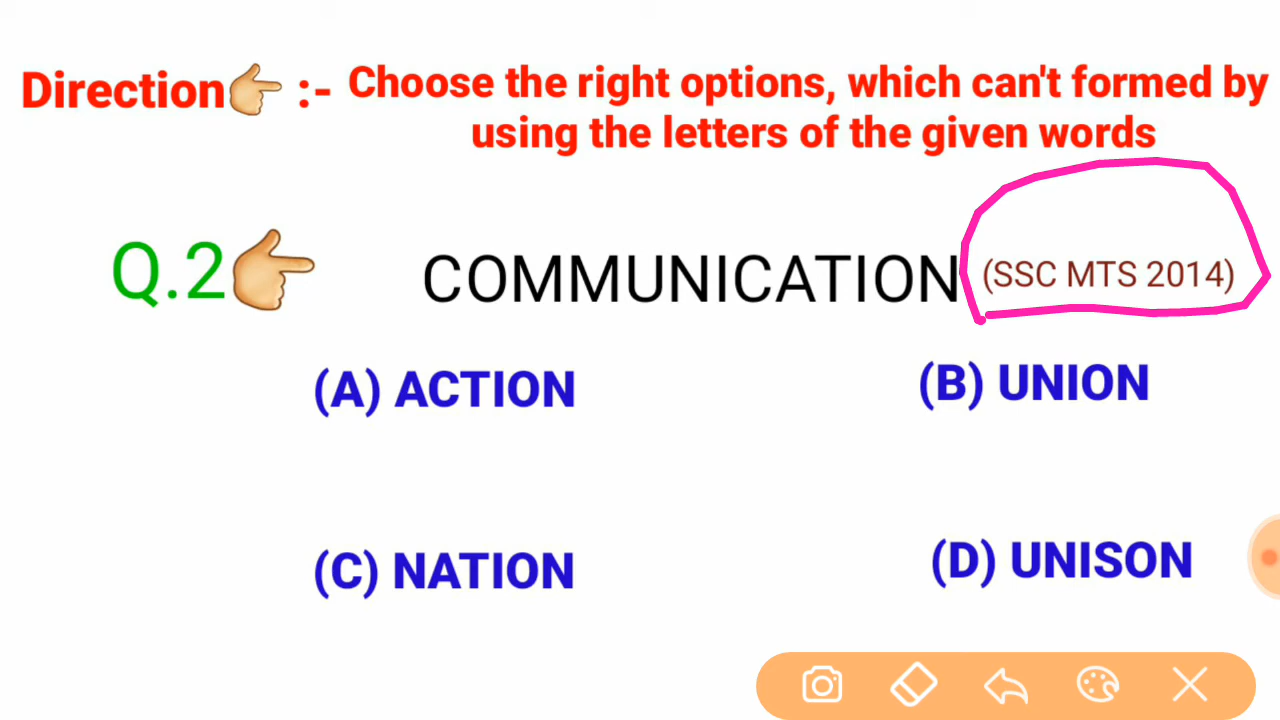 Direction👉 :- Choose the right options, which can't formed by
using the letters of the given words
Q.2👉 COMMUNICATION (SSC MTS 2014)
(A) ACTION (B) UNION
(C) NATION (D) UNISON